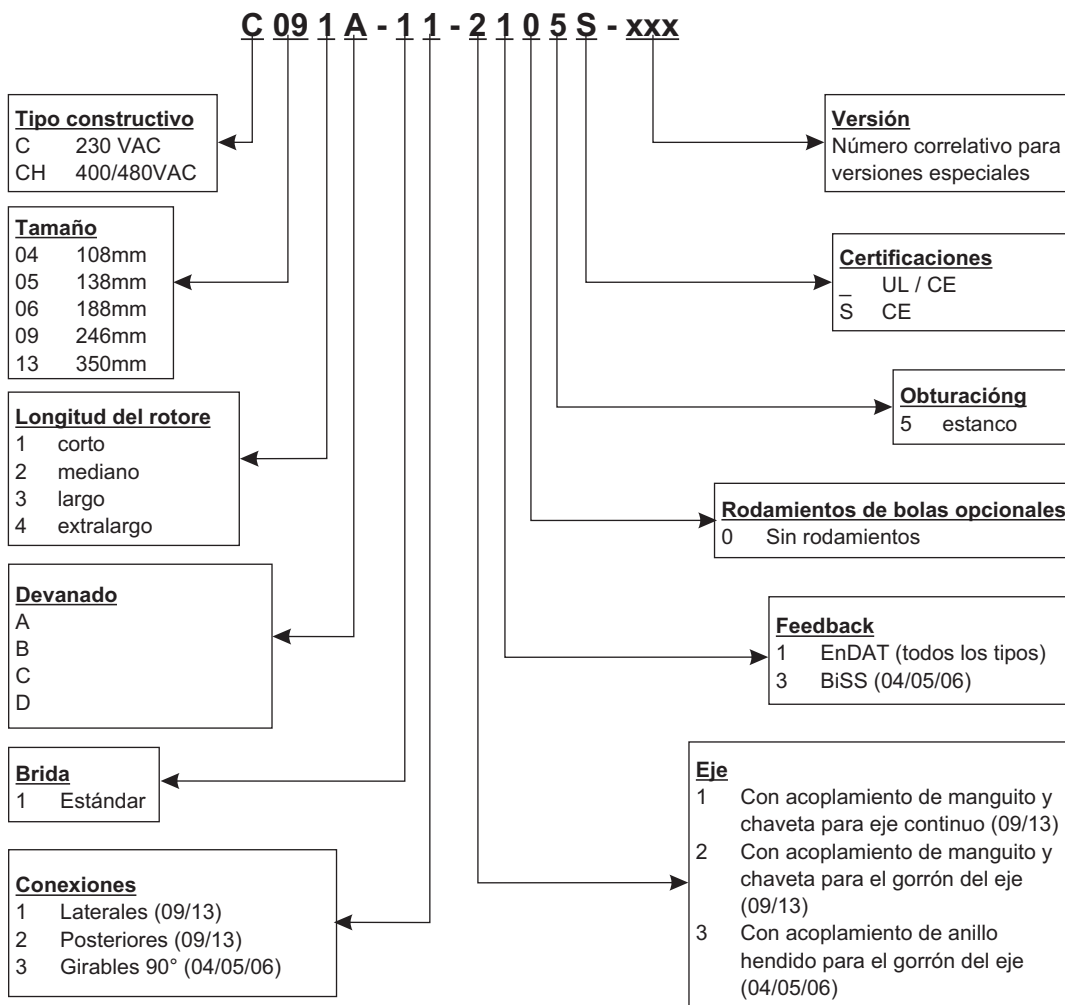 C 09 1 A - 1 1 - 2 1 0 5 S - xxx
Tipo constructivo
C 230 VAC
CH 400/480VAC
Tamaño
04 108mm
05 138mm
06 188mm
09 246mm
13 350mm
Longitud del rotore
1 corto
2 mediano
3 largo
4 extralargo
Devanado
A
B
C
D
Brida
1 Estándar
Conexiones
1 Laterales (09/13)
2 Posteriores (09/13)
3 Girables 90° (04/05/06)
Versión
Número correlativo para
versiones especiales
Certificaciones
_ UL / CE
S CE
Obturacióng
5 estanco
Rodamientos de bolas opcionales
0 Sin rodamientos
Feedback
1 EnDAT (todos los tipos)
3 BiSS (04/05/06)
Eje
1 Con acoplamiento de manguito y
chaveta para eje continuo (09/13)
2 Con acoplamiento de manguito y
chaveta para el gorrón del eje
(09/13)
3 Con acoplamiento de anillo
hendido para el gorrón del eje
(04/05/06)